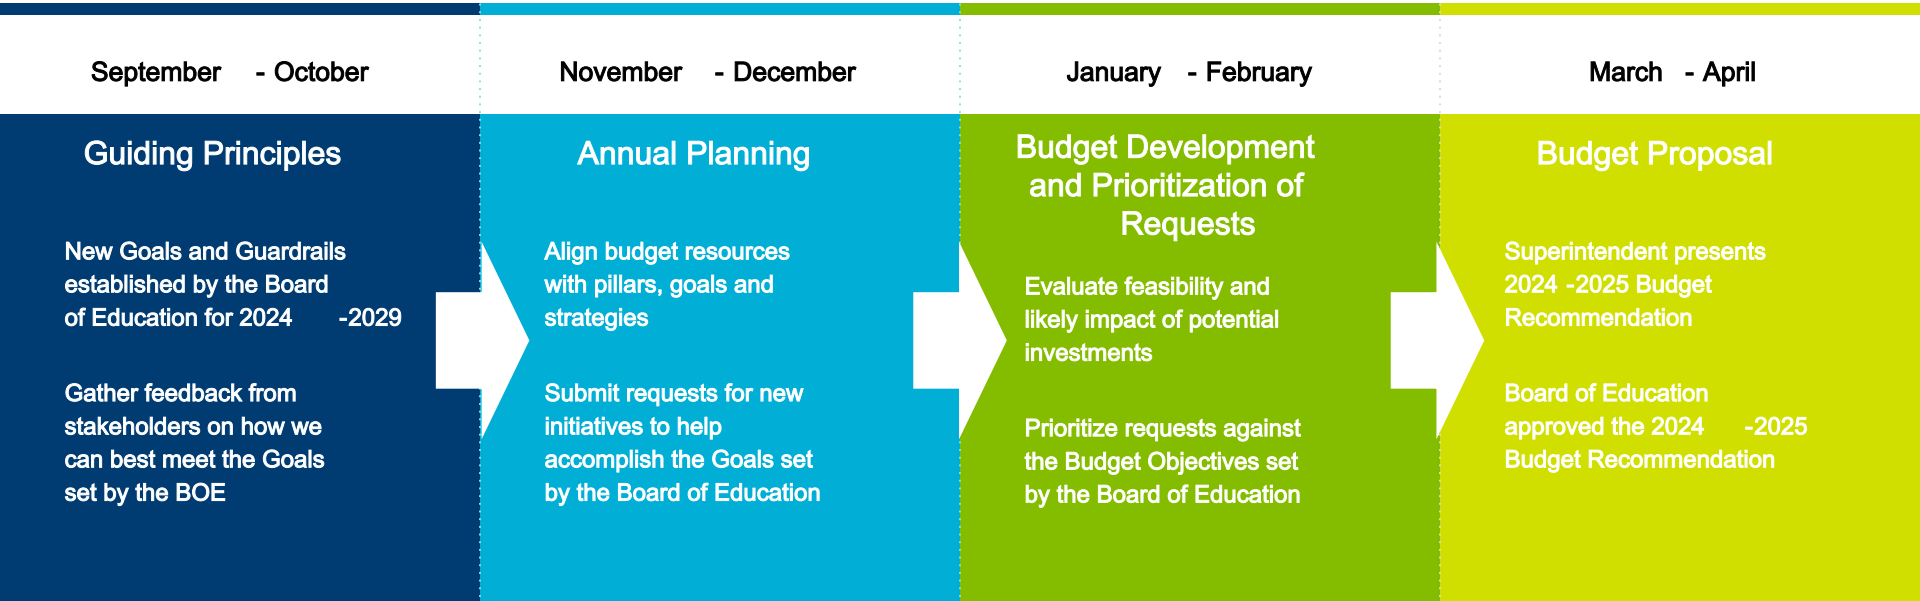 September - October
November - December
January - February
March - April
Guiding Principles
New Goals and Guardrails
established by the Board
of Education for 2024 -2029
Gather feedback from
stakeholders on how we
can best meet the Goals
set by the BOE
Annual Planning
Align budget resources
with pillars, goals and
strategies
Submit requests for new
initiatives to help
accomplish the Goals set
by the Board of Education
Budget Development
and Prioritization of
Requests
Evaluate feasibility and
likely impact of potential
investments
Prioritize requests against
the Budget Objectives set
by the Board of Education
Budget Proposal
Superintendent presents
2024 -2025 Budget
Recommendation
Board of Education
approved the 2024 -2025
Budget Recommendation